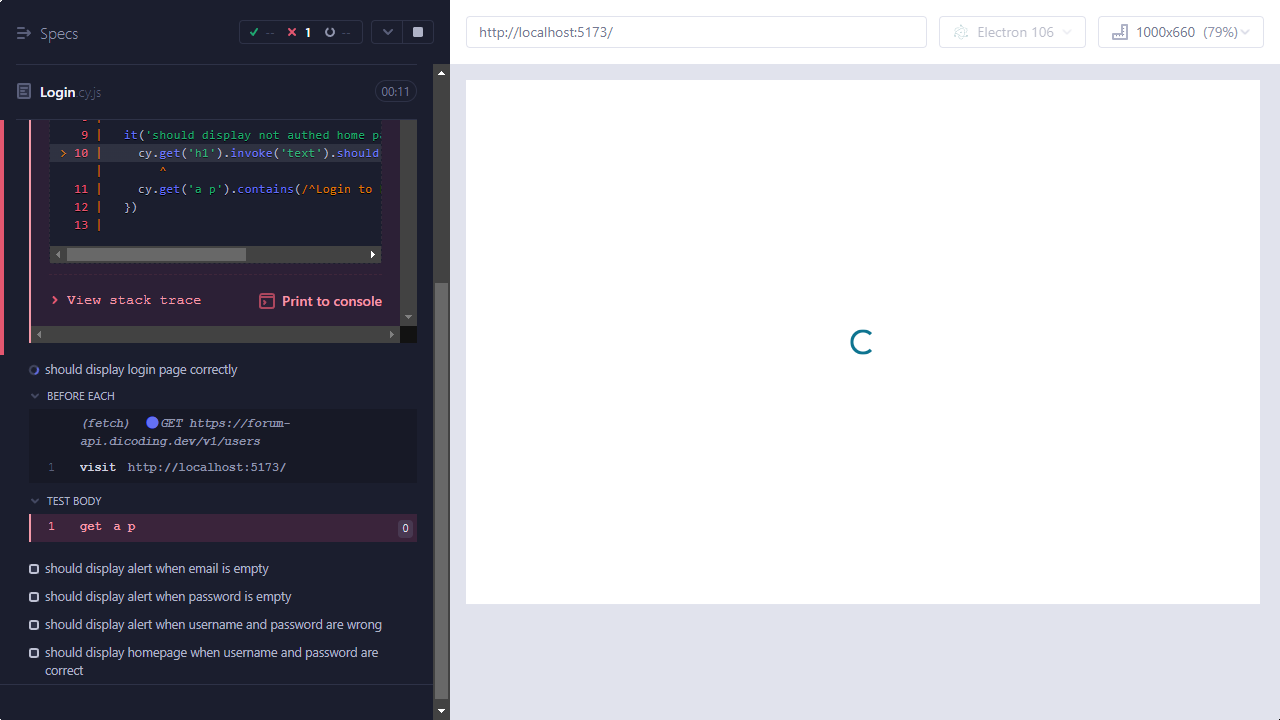 Specs
-- 1 --
Login.cy.js
00:11
9 | it('should display not authed home pa
> 10 | cy.get('h1').invoke('text').should
| ^
11 | cy.get('a p').contains(/^Login to
12 | })
13 |
View stack trace
Print to console
should display login page correctly
BEFORE EACH
(fetch) GET https://forum-
api.dicoding.dev/v1/users
1 visit http://localhost:5173/
TEST BODY
1 get a p 0
should display alert when email is empty
should display alert when password is empty
should display alert when username and password are wrong
should display homepage when username and password are
correct
http://localhost:5173/
Electron 106
1000x660 (79%)